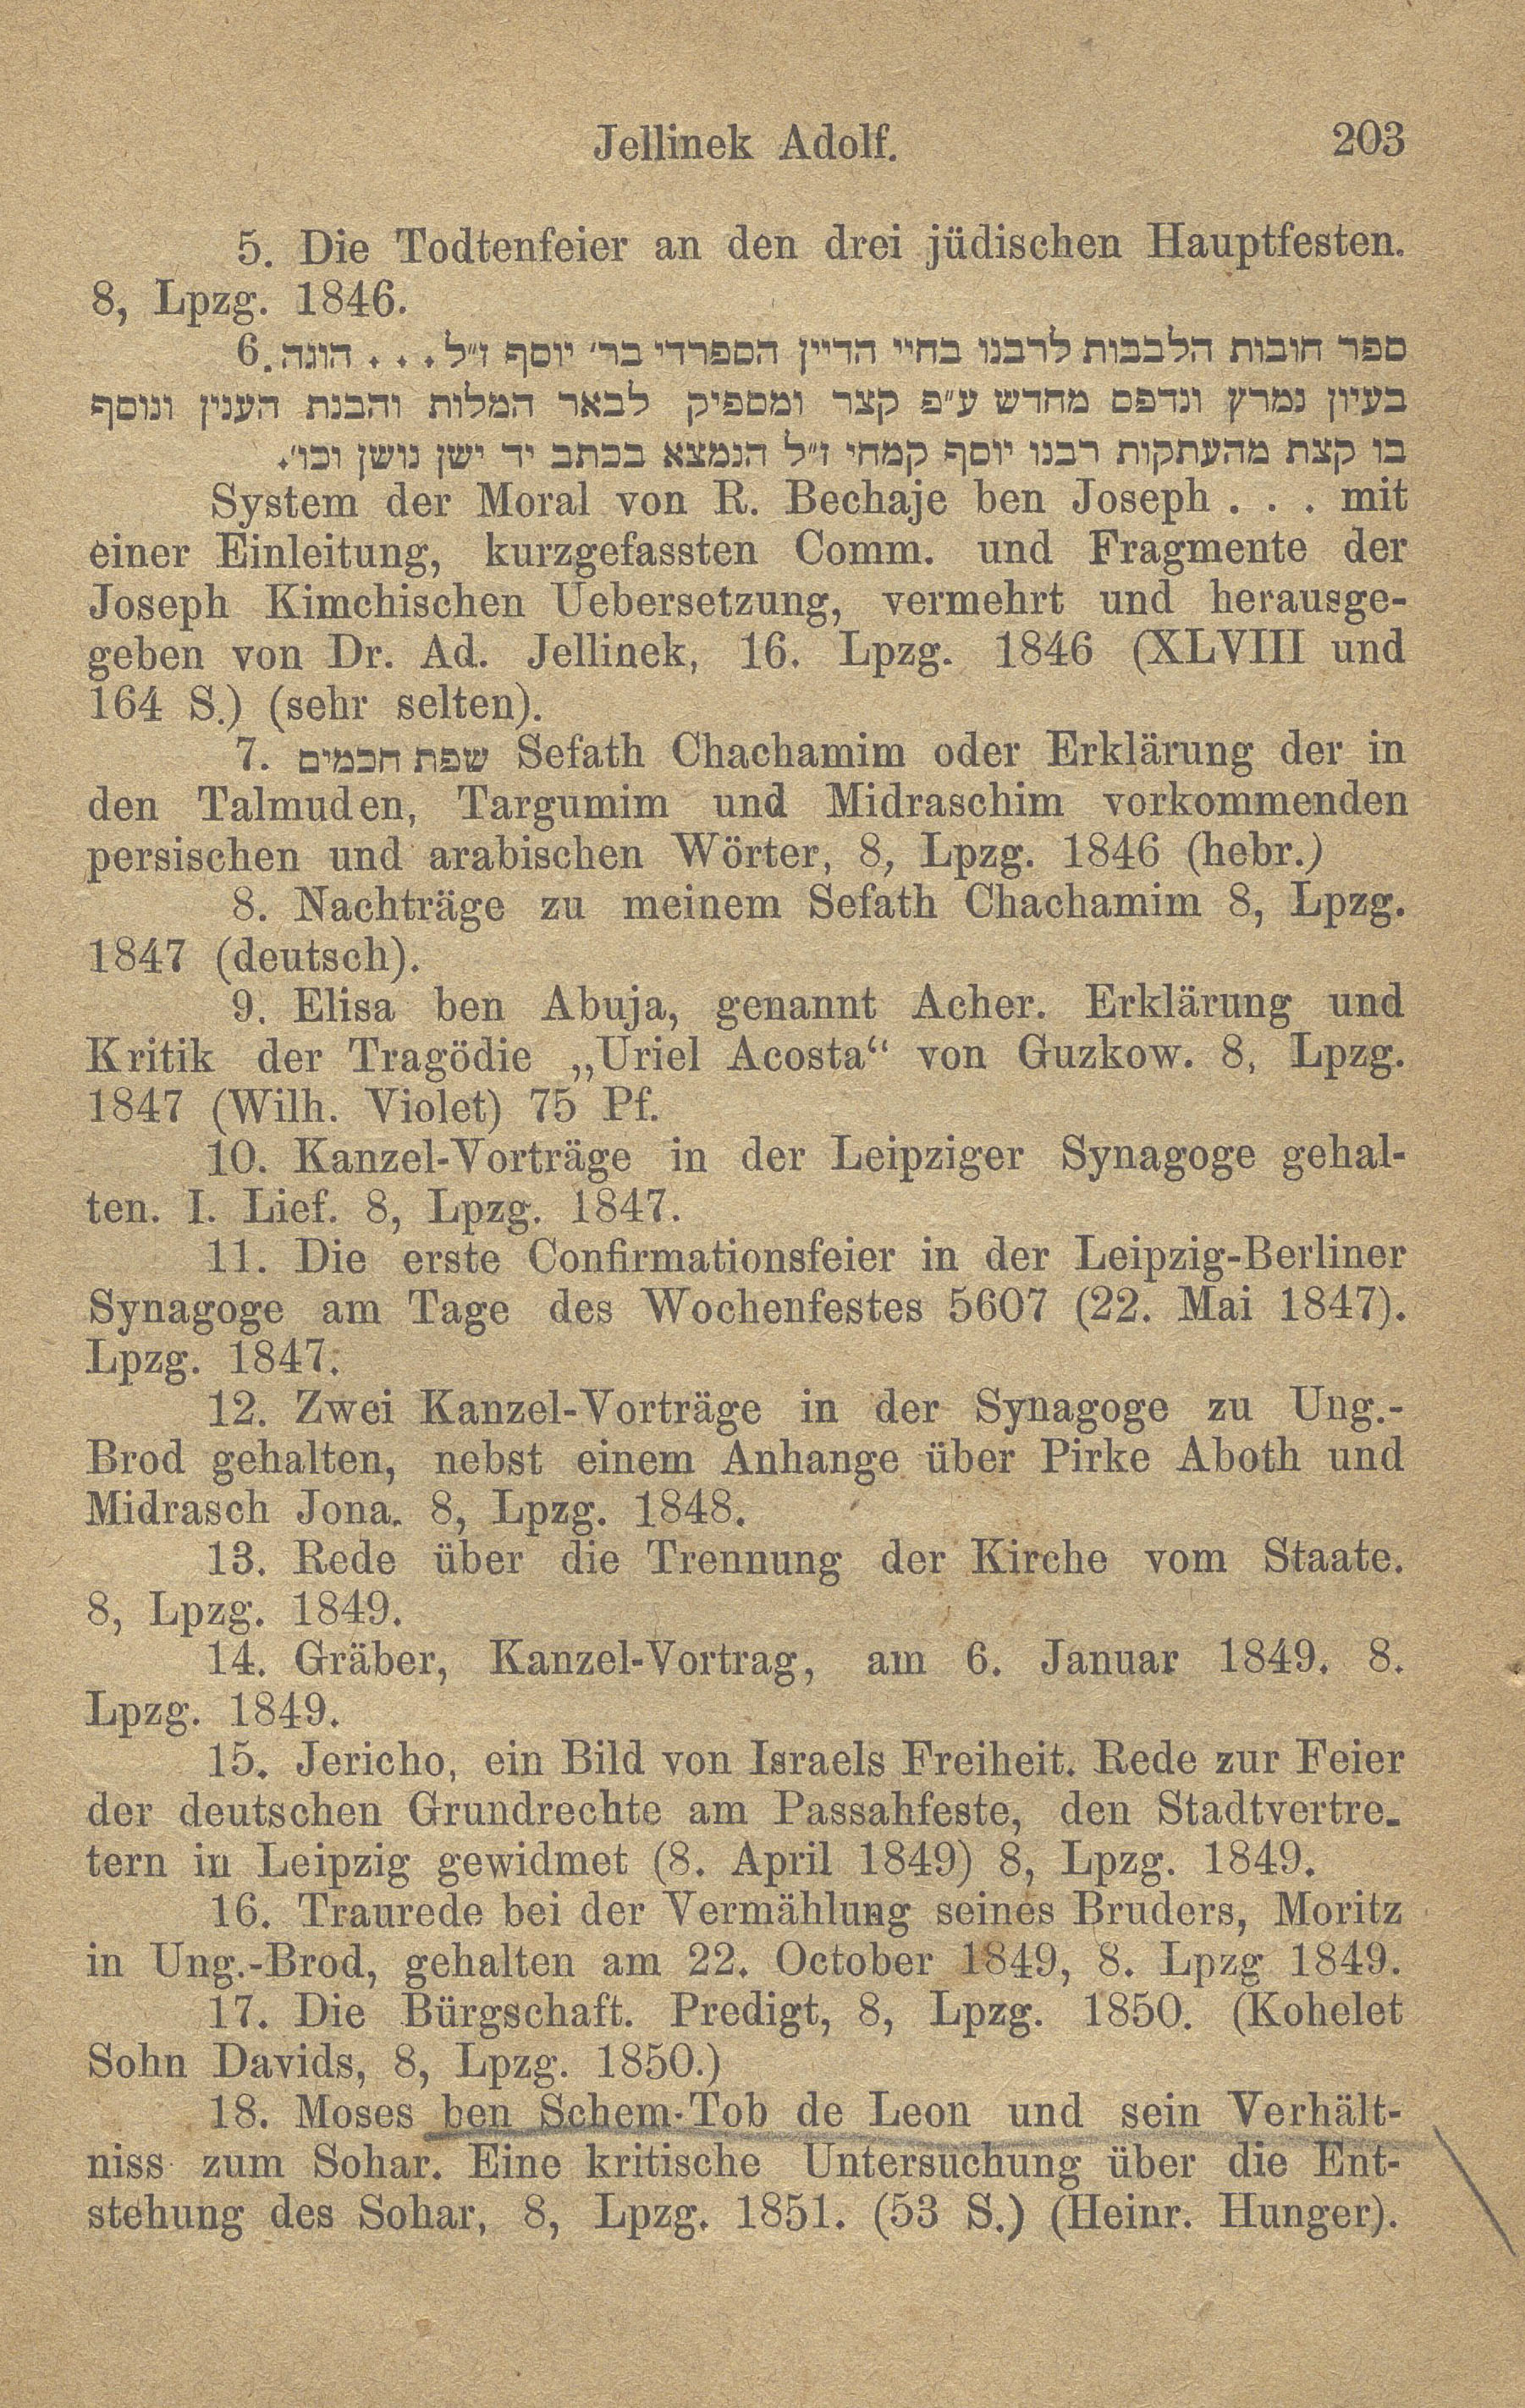 Jellinek Adolf. 203
5. Die Todtenfeier an den drei jüdischen Hauptfesten.
8, Lpzg. 1846.
6. ספר חובות הלבבות לרבנו בחיי הדיין הספרדי בר׳ יוסף ז״ל . . . הוגה
בעיון נמרץ ונדפס מחדש ע״פ קצר ומספיק לבאר המלות והבנת הענין ונוסף
בו קצת מהעתקות רבנו יוסף קמחי ז״ל הנמצא בכתב יד ישן נושן וכו׳.
System der Moral von R. Bechaje ben Joseph . . . mit
einer Einleitung, kurzgefassten Comm. und Fragmente der
Joseph Kimchischen Uebersetzung, vermehrt und herausge-
geben von Dr. Ad. Jellinek, 16. Lpzg. 1846 (XLVIII und
164 S.) (sehr selten).
7. שפת חכמים Sefath Chachamim oder Erklärung der in
den Talmuden, Targumim und Midraschim vorkommenden
persischen und arabischen Wörter, 8, Lpzg. 1846 (hebr.)
8. Nachträge zu meinem Sefath Chachamim 8, Lpzg.
1847 (deutsch).
9. Elisa ben Abuja, genannt Acher. Erklärung und
Kritik der Tragödie „Uriel Acosta“ von Guzkow. 8, Lpzg.
1847 (Wilh. Violet) 75 Pf.
10. Kanzel-Vorträge in der Leipziger Synagoge gehal-
ten. I. Lief. 8, Lpzg. 1847.
11. Die erste Confirmationsfeier in der Leipzig-Berliner
Synagoge am Tage des Wochenfestes 5607 (22. Mai 1847).
Lpzg. 1847.
12. Zwei Kanzel-Vorträge in der Synagoge zu Ung.-
Brod gehalten, nebst einem Anhange über Pirke Aboth und
Midrasch Jona. 8, Lpzg. 1848.
13. Rede über die Trennung der Kirche vom Staate.
8, Lpzg. 1849.
14. Gräber, Kanzel-Vortrag, am 6. Januar 1849. 8.
Lpzg. 1849.
15. Jericho, ein Bild von Israels Freiheit. Rede zur Feier
der deutschen Grundrechte am Passahfeste, den Stadtvertre-
tern in Leipzig gewidmet (8. April 1849) 8, Lpzg. 1849.
16. Traurede bei der Vermählung seines Bruders, Moritz
in Ung.-Brod, gehalten am 22. October 1849, 8. Lpzg 1849.
17. Die Bürgschaft. Predigt, 8, Lpzg. 1850. (Kohelet
Sohn Davids, 8, Lpzg. 1850.)
18. Moses ben Schem-Tob de Leon und sein Verhält-
niss zum Sohar. Eine kritische Untersuchung über die Ent-
stehung des Sohar, 8, Lpzg. 1851. (53 S.) (Heinr. Hunger).